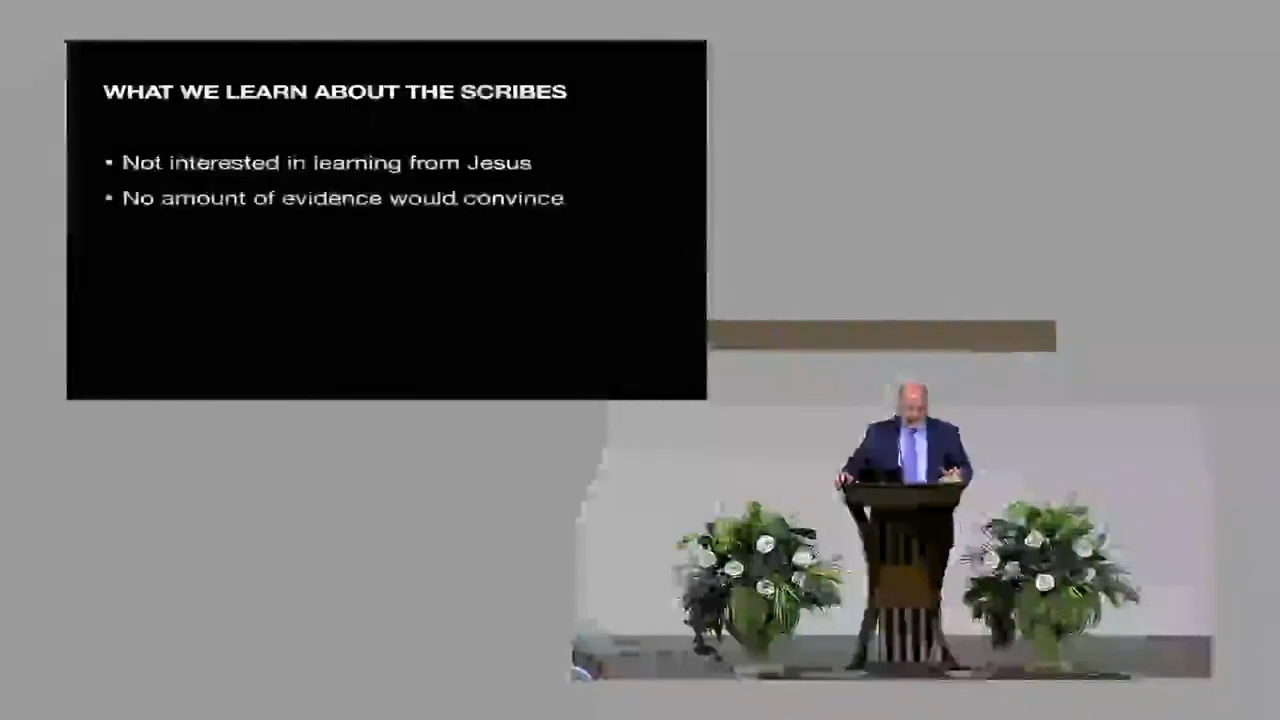 WHAT WE LEARN ABOUT THE SCRIBES
• Not interested in learning from Jesus
• No amount of evidence would convince